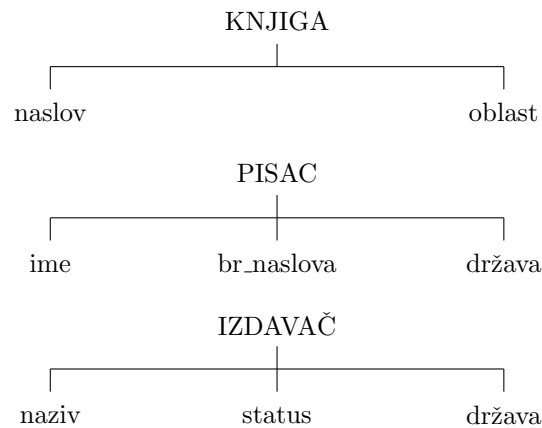 KNJIGA
naslov oblast
PISAC
ime br_naslova država
IZDAVAČ
naziv status država